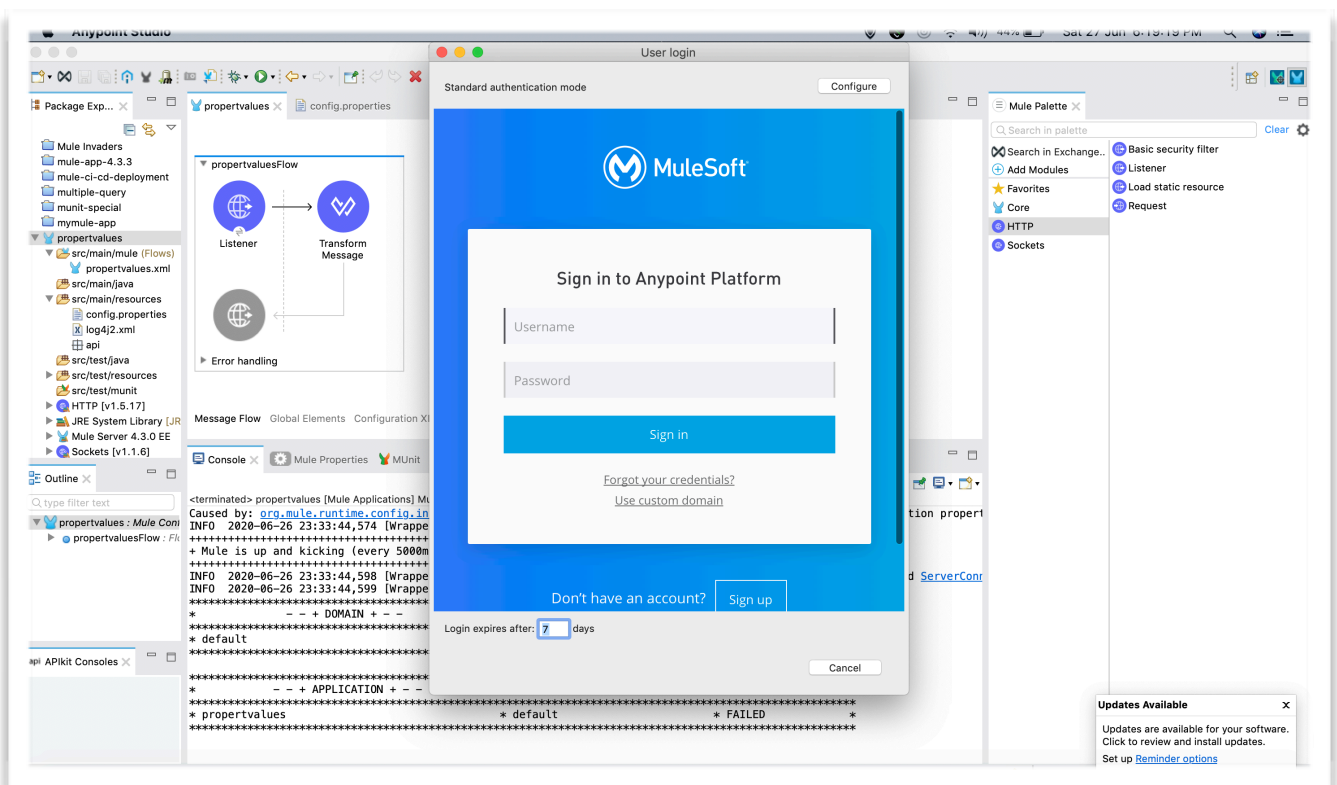 Anypoint Studio
44%
Sat 27 Jun 6:19:19 PM
User login
Standard authentication mode
Configure
Package Exp...
propertvalues
config.properties
Mule Palette
Search in palette
Clear
Mule Invaders
mule-app-4.3.3
mule-ci-cd-deployment
multiple-query
munit-special
mymule-app
propertvalues
src/main/mule (Flows)
propertvalues.xml
src/main/java
src/main/resources
config.properties
log4j2.xml
api
src/test/java
src/test/resources
src/test/munit
HTTP [v1.5.17]
JRE System Library [JR
Mule Server 4.3.0 EE
Sockets [v1.1.6]
propertvaluesFlow
Listener
Transform
Message
Error handling
Message Flow Global Elements Configuration X
MuleSoft
Sign in to Anypoint Platform
Username
Password
Sign in
Forgot your credentials?
Use custom domain
Don't have an account?
Sign up
Login expires after: 7 days
Cancel
Search in Exchange..
Add Modules
Favorites
Core
HTTP
Sockets
Basic security filter
Listener
Load static resource
Request
Outline
type filter text
propertvalues : Mule Con
propertvaluesFlow : Fl
api APIkit Consoles
Console
Mule Properties
MUnit
<terminated> propertvalues [Mule Applications] Mu
Caused by: org.mule.runtime.config.in
tion propert
INFO 2020-06-26 23:33:44,574 [Wrappe
++++++++++++++++++++++++++++++++++++
+ Mule is up and kicking (every 5000m
++++++++++++++++++++++++++++++++++++
INFO 2020-06-26 23:33:44,598 [Wrappe
d ServerConn
INFO 2020-06-26 23:33:44,599 [Wrappe
************************************
* - - + DOMAIN + - -
************************************
* default
************************************
************************************
* - - + APPLICATION + - -
************************************
* propertvalues * default * FAILED *
************************************
Updates Available x
Updates are available for your software.
Click to review and install updates.
Set up Reminder options